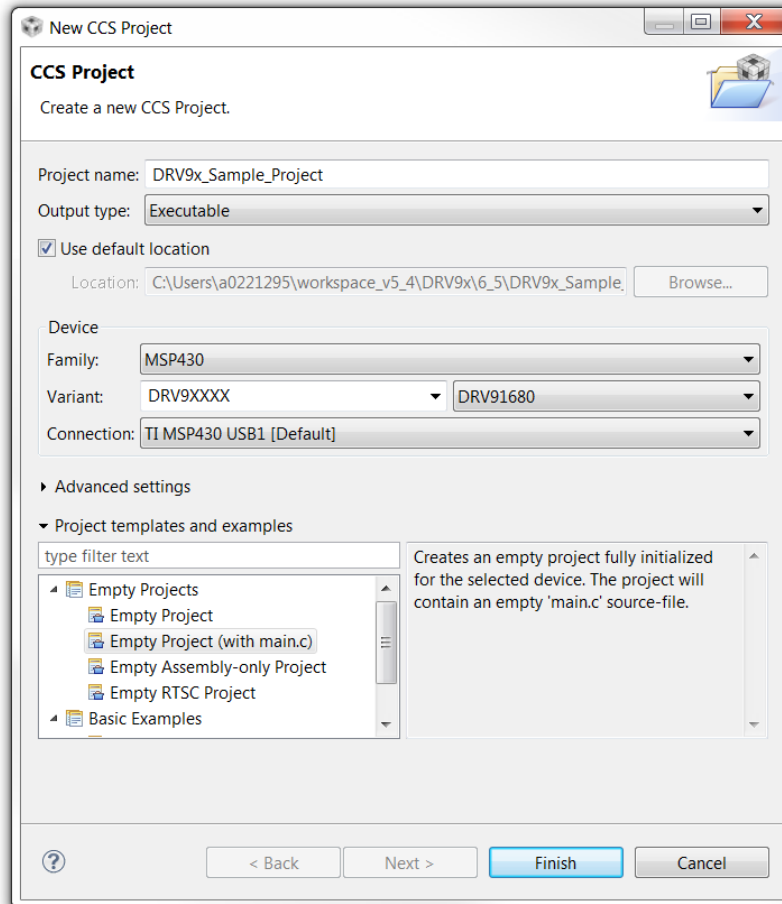 New CCS Project
CCS Project
Create a new CCS Project.
Project name: DRV9x_Sample_Project
Output type: Executable
Use default location
Location: C:\Users\a0221295\workspace_v5_4\DRV9x\6_5\DRV9x_Sample_ Browse...
Device
Family: MSP430
Variant: DRV9XXXX DRV91680
Connection: TI MSP430 USB1 [Default]
Advanced settings
Project templates and examples
type filter text
Empty Projects
Empty Project
Empty Project (with main.c)
Empty Assembly-only Project
Empty RTSC Project
Basic Examples
Creates an empty project fully initialized
for the selected device. The project will
contain an empty 'main.c' source-file.
? < Back Next > Finish Cancel